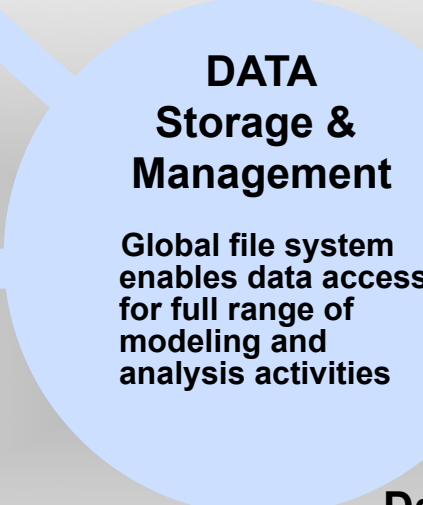 DATA
Storage &
Management
Global file system
enables data access
for full range of
modeling and
analysis activities